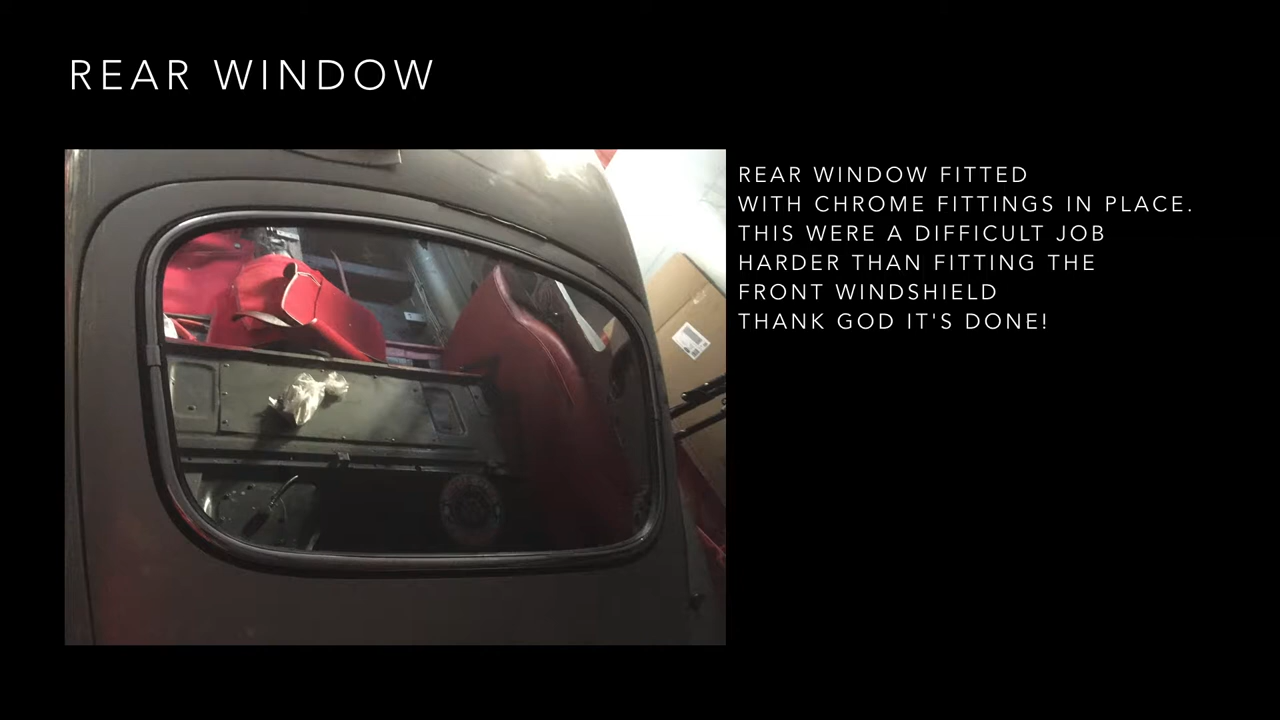 REAR WINDOW
REAR WINDOW FITTED
WITH CHROME FITTINGS IN PLACE.
THIS WERE A DIFFICULT JOB
HARDER THAN FITTING THE
FRONT WINDSHIELD
THANK GOD IT'S DONE!